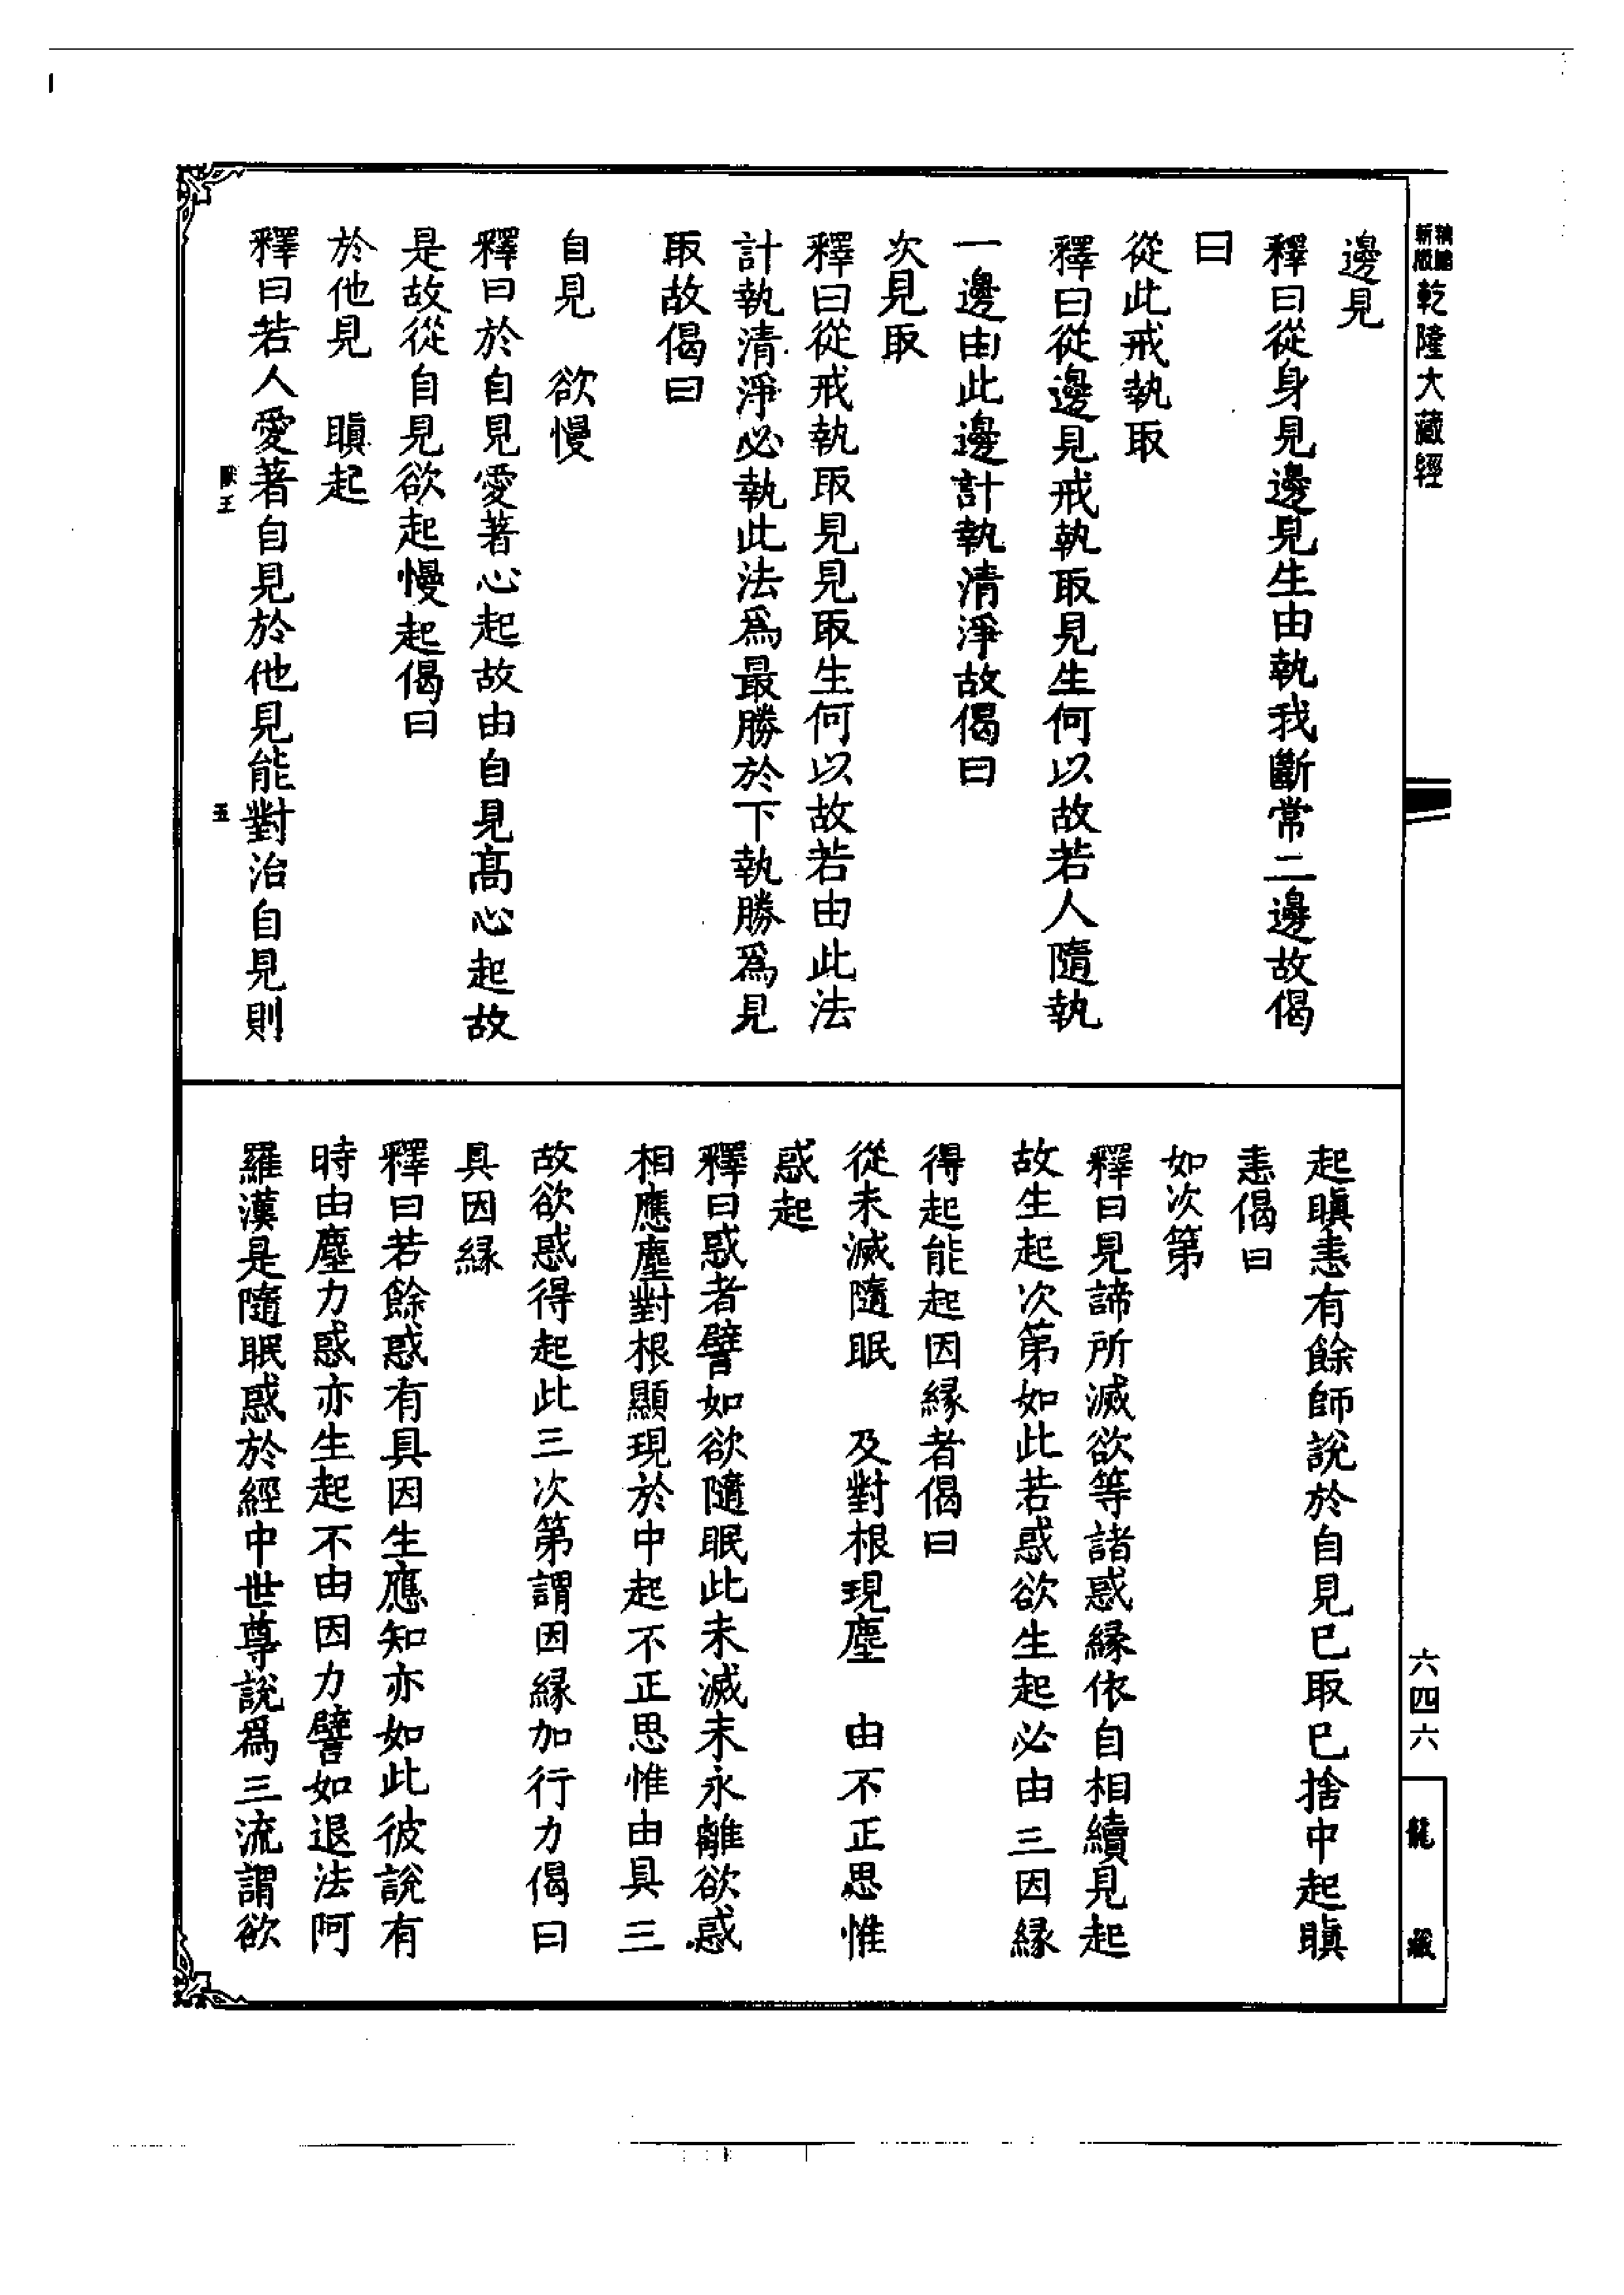 乾隆大藏經
邊見
釋曰從身見邊見生由執我斷常二邊故偈
曰
從此戒執取
釋曰從邊見戒執取見生何以故若人隨執
一邊由此邊計執清淨故偈曰
次見取
釋曰從戒執取見見取生何以故若由此法
計執清淨必執此法爲最勝於下執勝爲見
取故偈曰
自見　欲慢
釋曰於自見愛著心起故由自見髙心起故
是故從自見欲起慢起偈曰
於他見　瞋起
釋曰若人愛著自見於他見能對治自見則
五
起瞋恚有餘師說於自見已取已捨中起瞋
恚偈曰
如次第
釋曰見諦所滅欲等諸惑縁依自相續見起
故生起次第如此若惑欲生起必由三因縁
得起能起因縁者偈曰
從未滅隨眠　及對根現塵　由不正思惟
惑起
釋曰惑者譬如欲隨眠此未滅未永離欲惑
相應塵對根顯現於中起不正思惟由具三
故欲惑得起此三次第謂因縁加行力偈曰
具因縁
釋曰若餘惑有具因生應知亦如此彼說有
時由塵力惑亦生起不由因力譬如退法阿
羅漢是隨眠惑於經中世尊說爲三流謂欲
六四六
龍藏